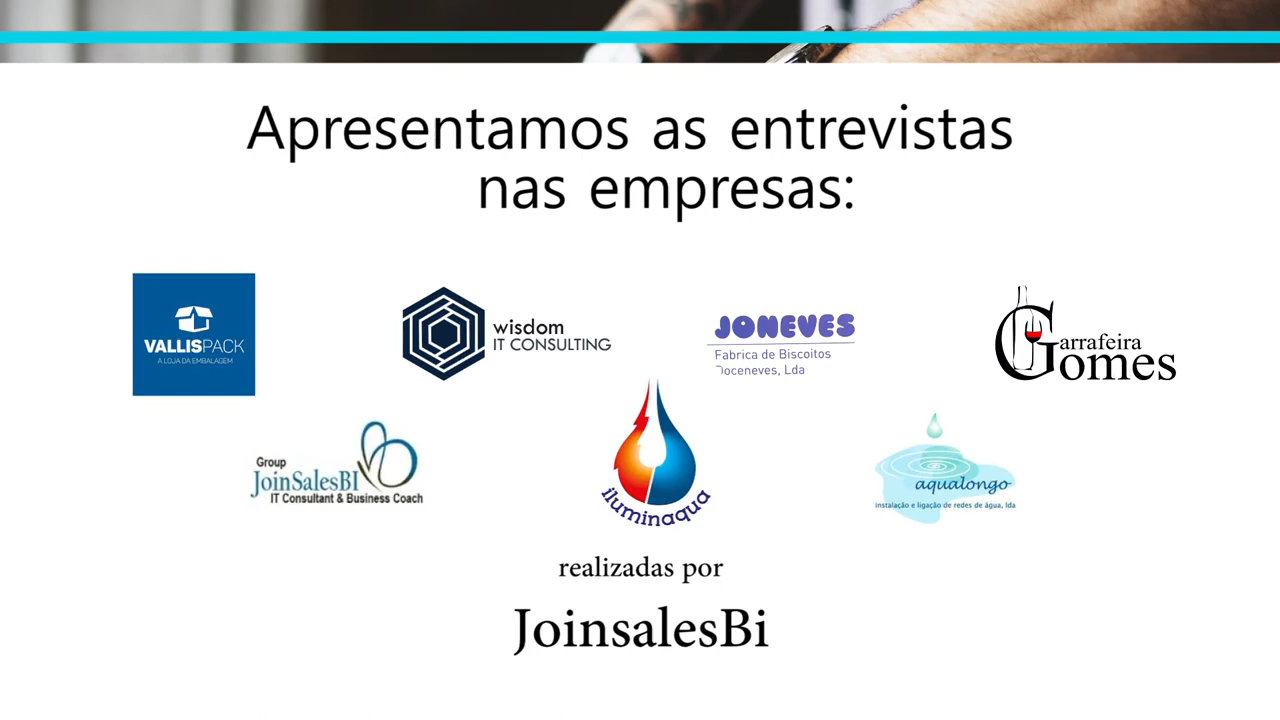 Apresentamos as entrevistas
nas empresas:
VALLISPACK
A LOJA DA EMBALAGEM
wisdom
IT CONSULTING
JONEVES
Fabrica de Biscoitos
Doceneves, Lda
Garrafeira
Gomes
Group
JoinSalesBI
IT Consultant & Business Coach
iluminaqua
aqualongo
instalação e ligação de redes de água, lda
realizadas por
JoinsalesBi